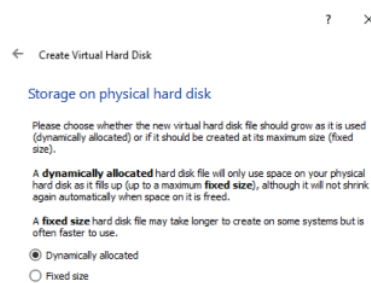 ?
Create Virtual Hard Disk
Storage on physical hard disk
Please choose whether the new virtual hard disk file should grow as it is used
(dynamically allocated) or if it should be created at its maximum size (fixed
size).
A dynamically allocated hard disk file will only use space on your physical
hard disk as it fills up (up to a maximum fixed size), although it will not shrink
again automatically when space on it is freed.
A fixed size hard disk file may take longer to create on some systems but is
often faster to use.
Dynamically allocated
Fixed size